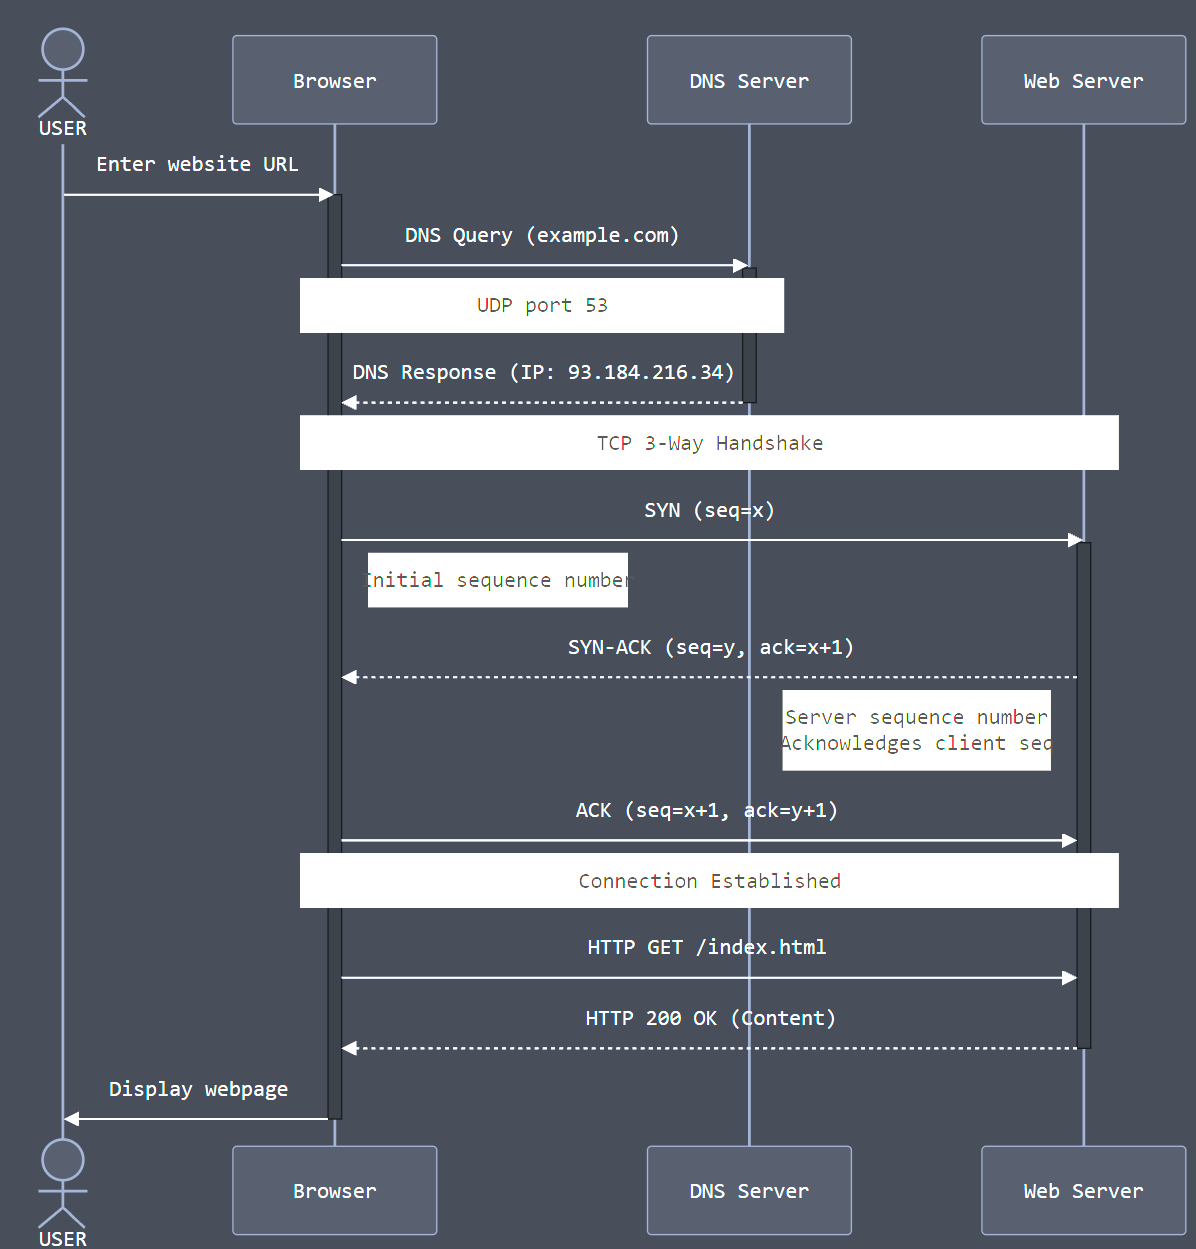 USER
Browser
DNS Server
Web Server
Enter website URL
DNS Query (example.com)
UDP port 53
DNS Response (IP: 93.184.216.34)
TCP 3-Way Handshake
SYN (seq=x)
Initial sequence number
SYN-ACK (seq=y, ack=x+1)
Server sequence number
Acknowledges client seq
ACK (seq=x+1, ack=y+1)
Connection Established
HTTP GET /index.html
HTTP 200 OK (Content)
Display webpage
USER
Browser
DNS Server
Web Server